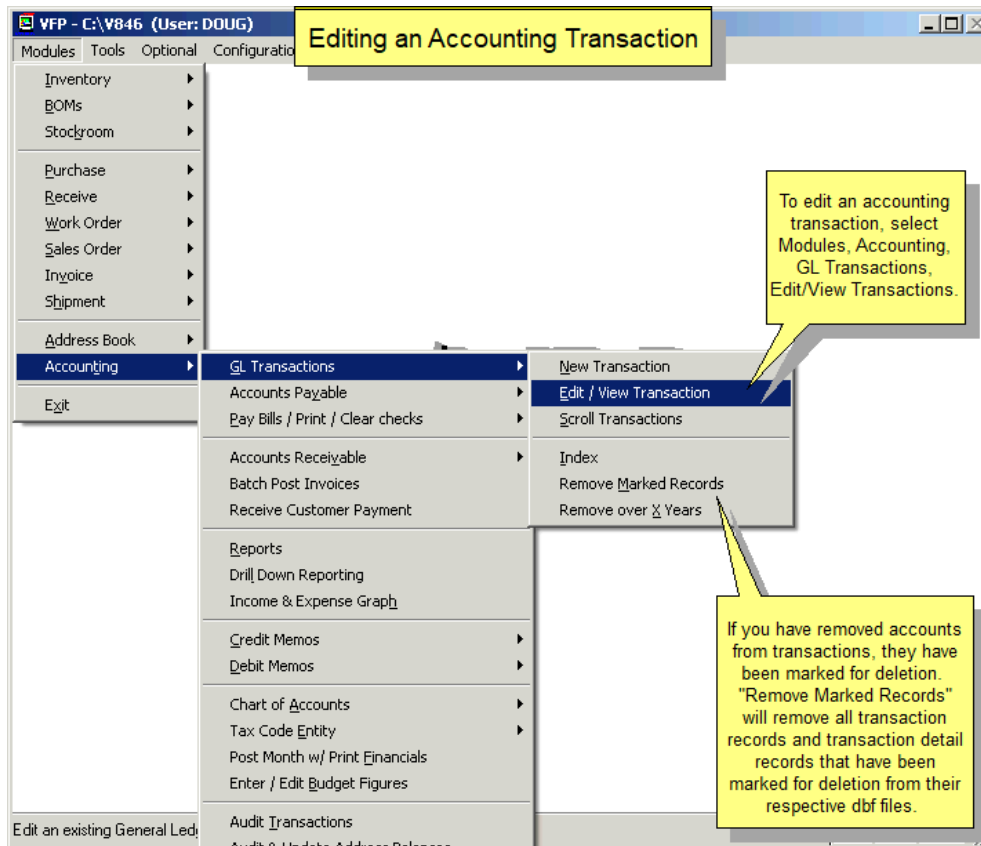 VFP - C:\V846 (User: DOUG)
Editing an Accounting Transaction
Modules Tools Optional
Inventory
BOMs
Stockroom
Purchase
Receive
Work Order
Sales Order
Invoice
Shipment
Address Book
Accounting
Exit
GL Transactions
Accounts Payable
Pay Bills / Print / Clear checks
Accounts Receivable
Batch Post Invoices
Receive Customer Payment
Reports
Drill Down Reporting
Income & Expense Graph
Credit Memos
Debit Memos
Chart of Accounts
Tax Code Entity
Post Month w/ Print Financials
Enter / Edit Budget Figures
Audit Transactions
Audit & Update Address Balances
New Transaction
Edit / View Transaction
Scroll Transactions
Index
Remove Marked Records
Remove over X Years
To edit an accounting
transaction, select
Modules, Accounting,
GL Transactions,
Edit/View Transactions.
If you have removed accounts
from transactions, they have
been marked for deletion.
"Remove Marked Records"
will remove all transaction
records and transaction detail
records that have been
marked for deletion from their
respective dbf files.
Edit an existing General